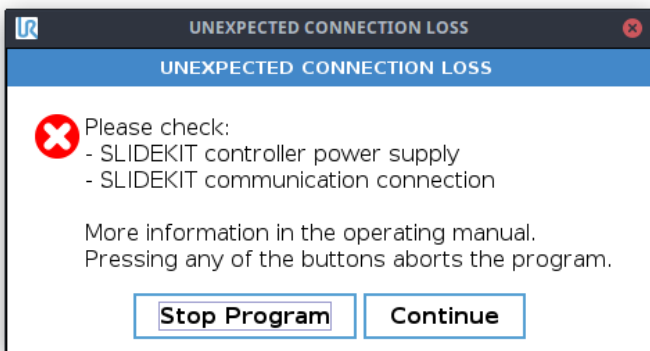 UR
UNEXPECTED CONNECTION LOSS
UNEXPECTED CONNECTION LOSS
Please check:
- SLIDEKIT controller power supply
- SLIDEKIT communication connection
More information in the operating manual.
Pressing any of the buttons aborts the program.
Stop Program
Continue